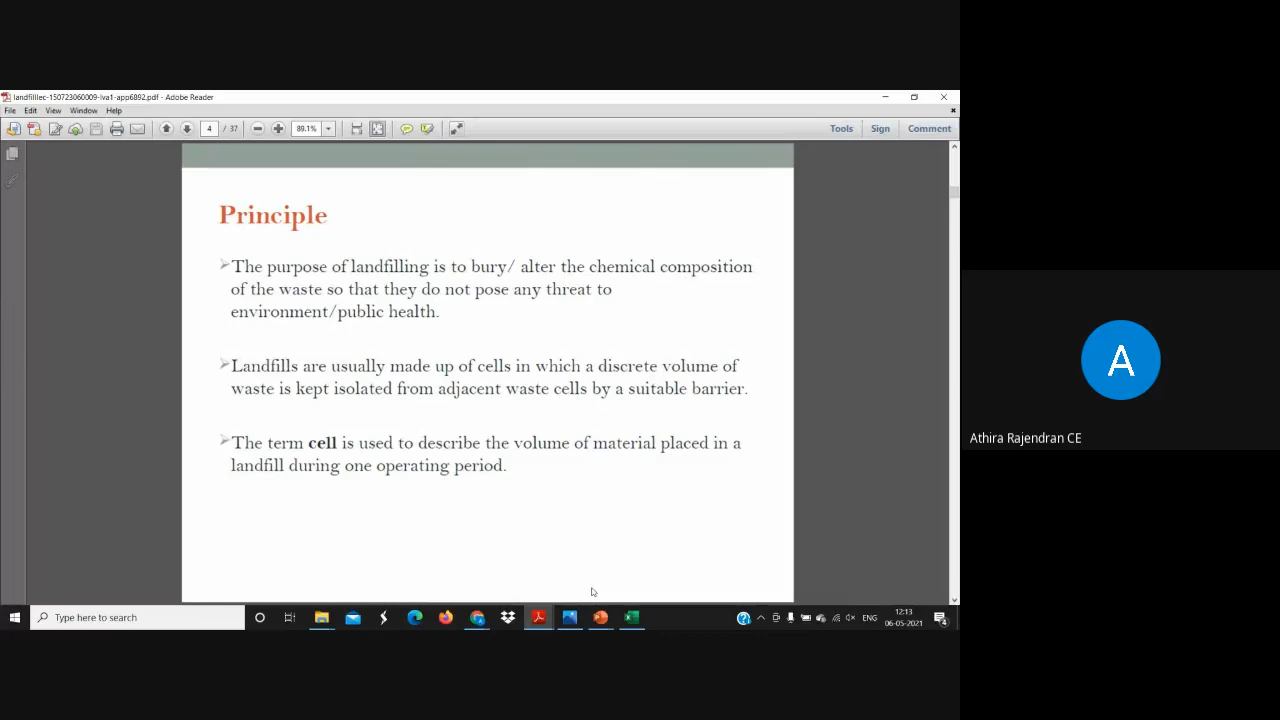 landfilllec-150723060009-lva1-app6892.pdf - Adobe Reader
File Edit View Window Help
4 / 37 89.1% Tools Sign Comment
Principle
The purpose of landfilling is to bury/ alter the chemical composition
of the waste so that they do not pose any threat to
environment/public health.
Landfills are usually made up of cells in which a discrete volume of
waste is kept isolated from adjacent waste cells by a suitable barrier.
The term cell is used to describe the volume of material placed in a
landfill during one operating period.
A
Athira Rajendran CE
Type here to search
ENG
12:13
06-05-2021
4